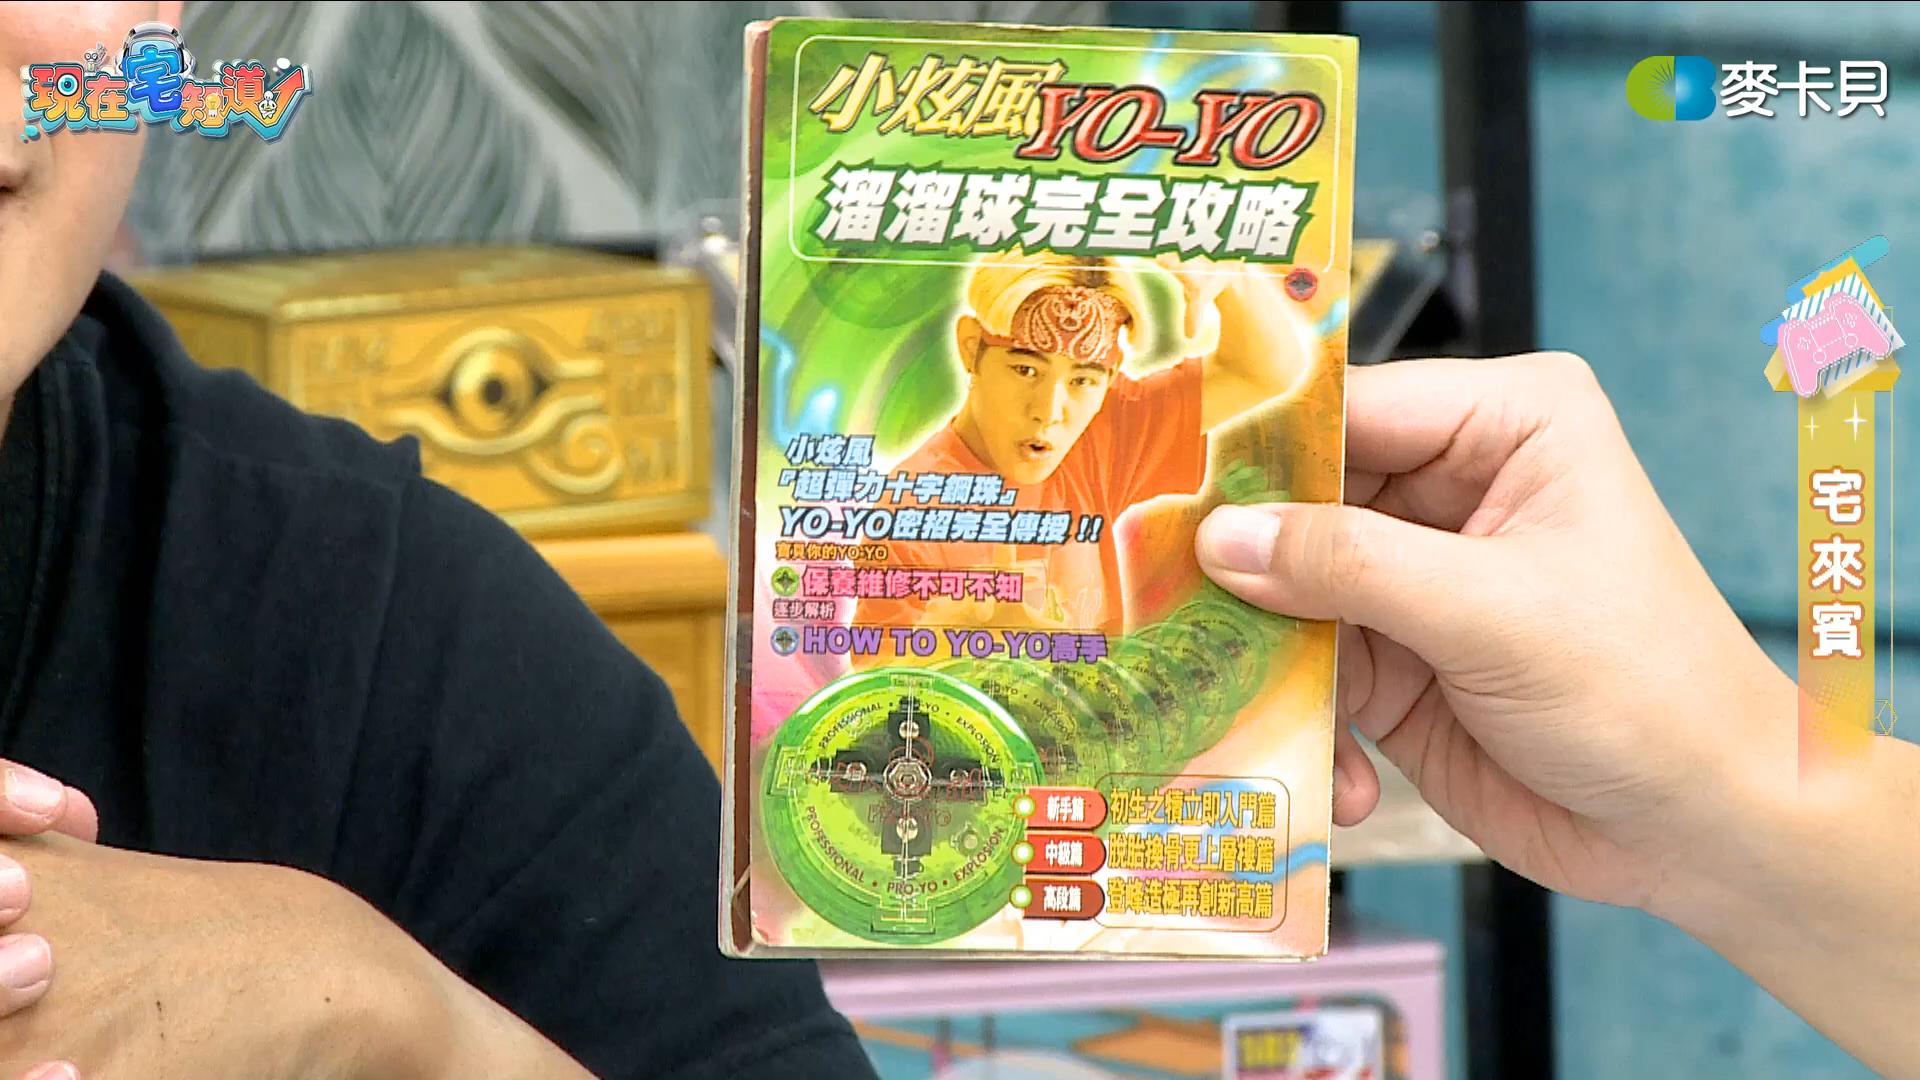 現在宅知道
麥卡貝
小炫風YO-YO
溜溜球完全攻略
小炫風
『超彈力十字鋼珠』
YO-YO密招完全傳授!!
寶貝你的YO-YO
保養維修不可不知
逐步解析
HOW TO YO-YO高手
PROFESSIONAL • PRO-YO • EXPLOSION
PROFESSIONAL • PRO-YO • EXPLOSION
新手篇 初生之犢立即入門篇
中級篇 脫胎換骨更上層樓篇
高段篇 登峰造極再創新高篇
宅來賓